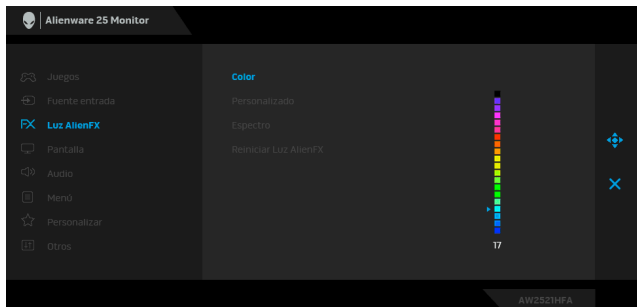 Alienware 25 Monitor
Juegos
Fuente entrada
FX Luz AlienFX
Pantalla
Audio
Menú
Personalizar
Otros
Color
Personalizado
Espectro
Reiniciar Luz AlienFX
17
AW2521HFA